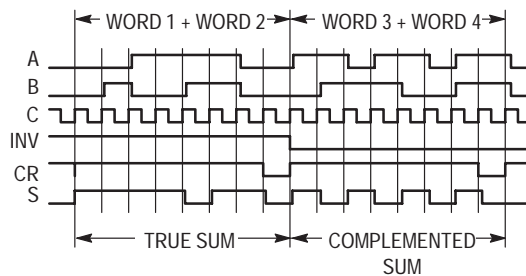 WORD 1 + WORD 2 WORD 3 + WORD 4
A
B
C
INV
CR
S
TRUE SUM COMPLEMENTED
SUM